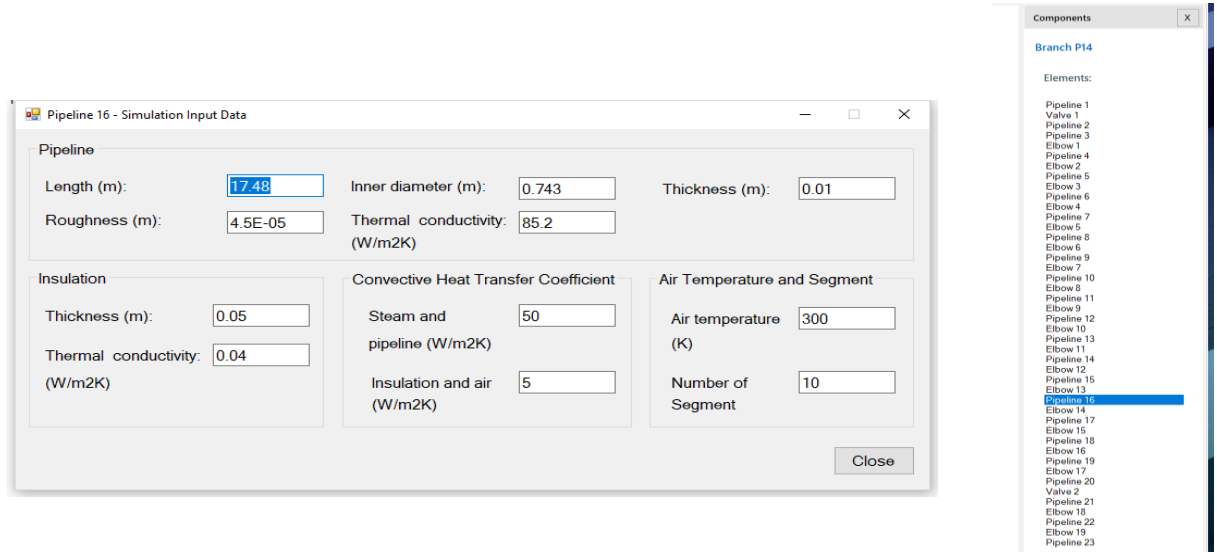 Pipeline 16 - Simulation Input Data
Pipeline
Length (m): 17.48 Inner diameter (m): 0.743 Thickness (m): 0.01
Roughness (m): 4.5E-05 Thermal conductivity: 85.2
(W/m2K)
Insulation
Thickness (m): 0.05
Thermal conductivity: 0.04
(W/m2K)
Convective Heat Transfer Coefficient
Steam and 50
pipeline (W/m2K)
Insulation and air 5
(W/m2K)
Air Temperature and Segment
Air temperature 300
(K)
Number of 10
Segment
Close
Components X
Branch P14
Elements:
Pipeline 1
Valve 1
Pipeline 2
Pipeline 3
Elbow 1
Pipeline 4
Elbow 2
Pipeline 5
Elbow 3
Pipeline 6
Elbow 4
Pipeline 7
Elbow 5
Pipeline 8
Elbow 6
Pipeline 9
Elbow 7
Pipeline 10
Elbow 8
Pipeline 11
Elbow 9
Pipeline 12
Elbow 10
Pipeline 13
Elbow 11
Pipeline 14
Elbow 12
Pipeline 15
Elbow 13
Pipeline 16
Elbow 14
Pipeline 17
Elbow 15
Pipeline 18
Elbow 16
Pipeline 19
Elbow 17
Pipeline 20
Valve 2
Pipeline 21
Elbow 18
Pipeline 22
Elbow 19
Pipeline 23